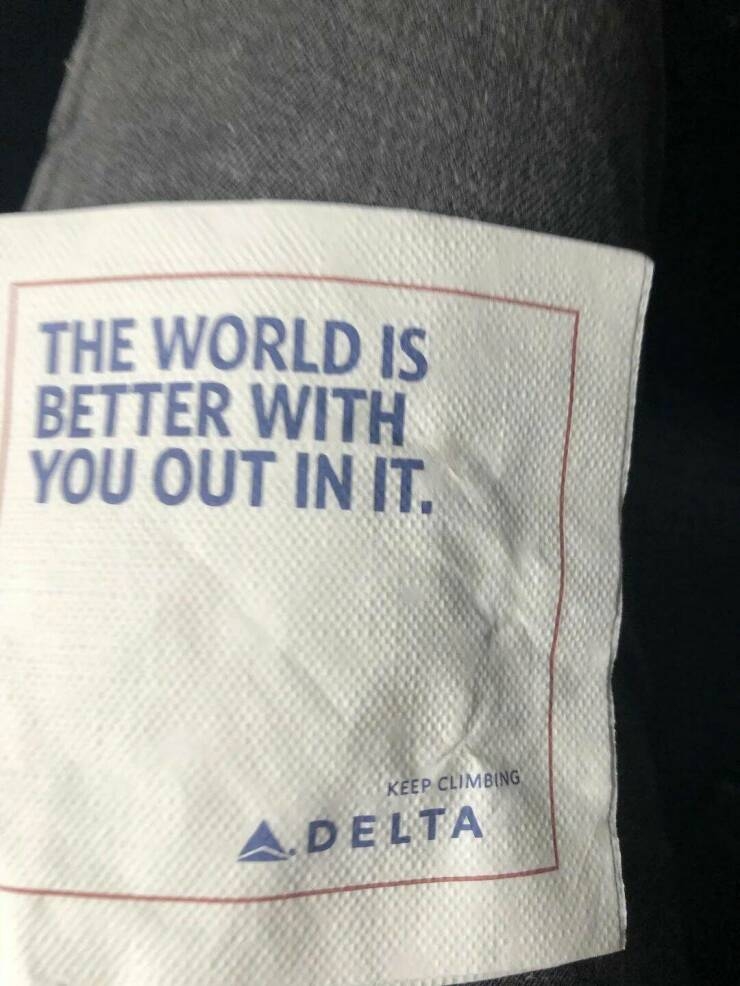 THE WORLD IS
BETTER WITH
YOU OUT IN IT.
KEEP CLIMBING
DELTA